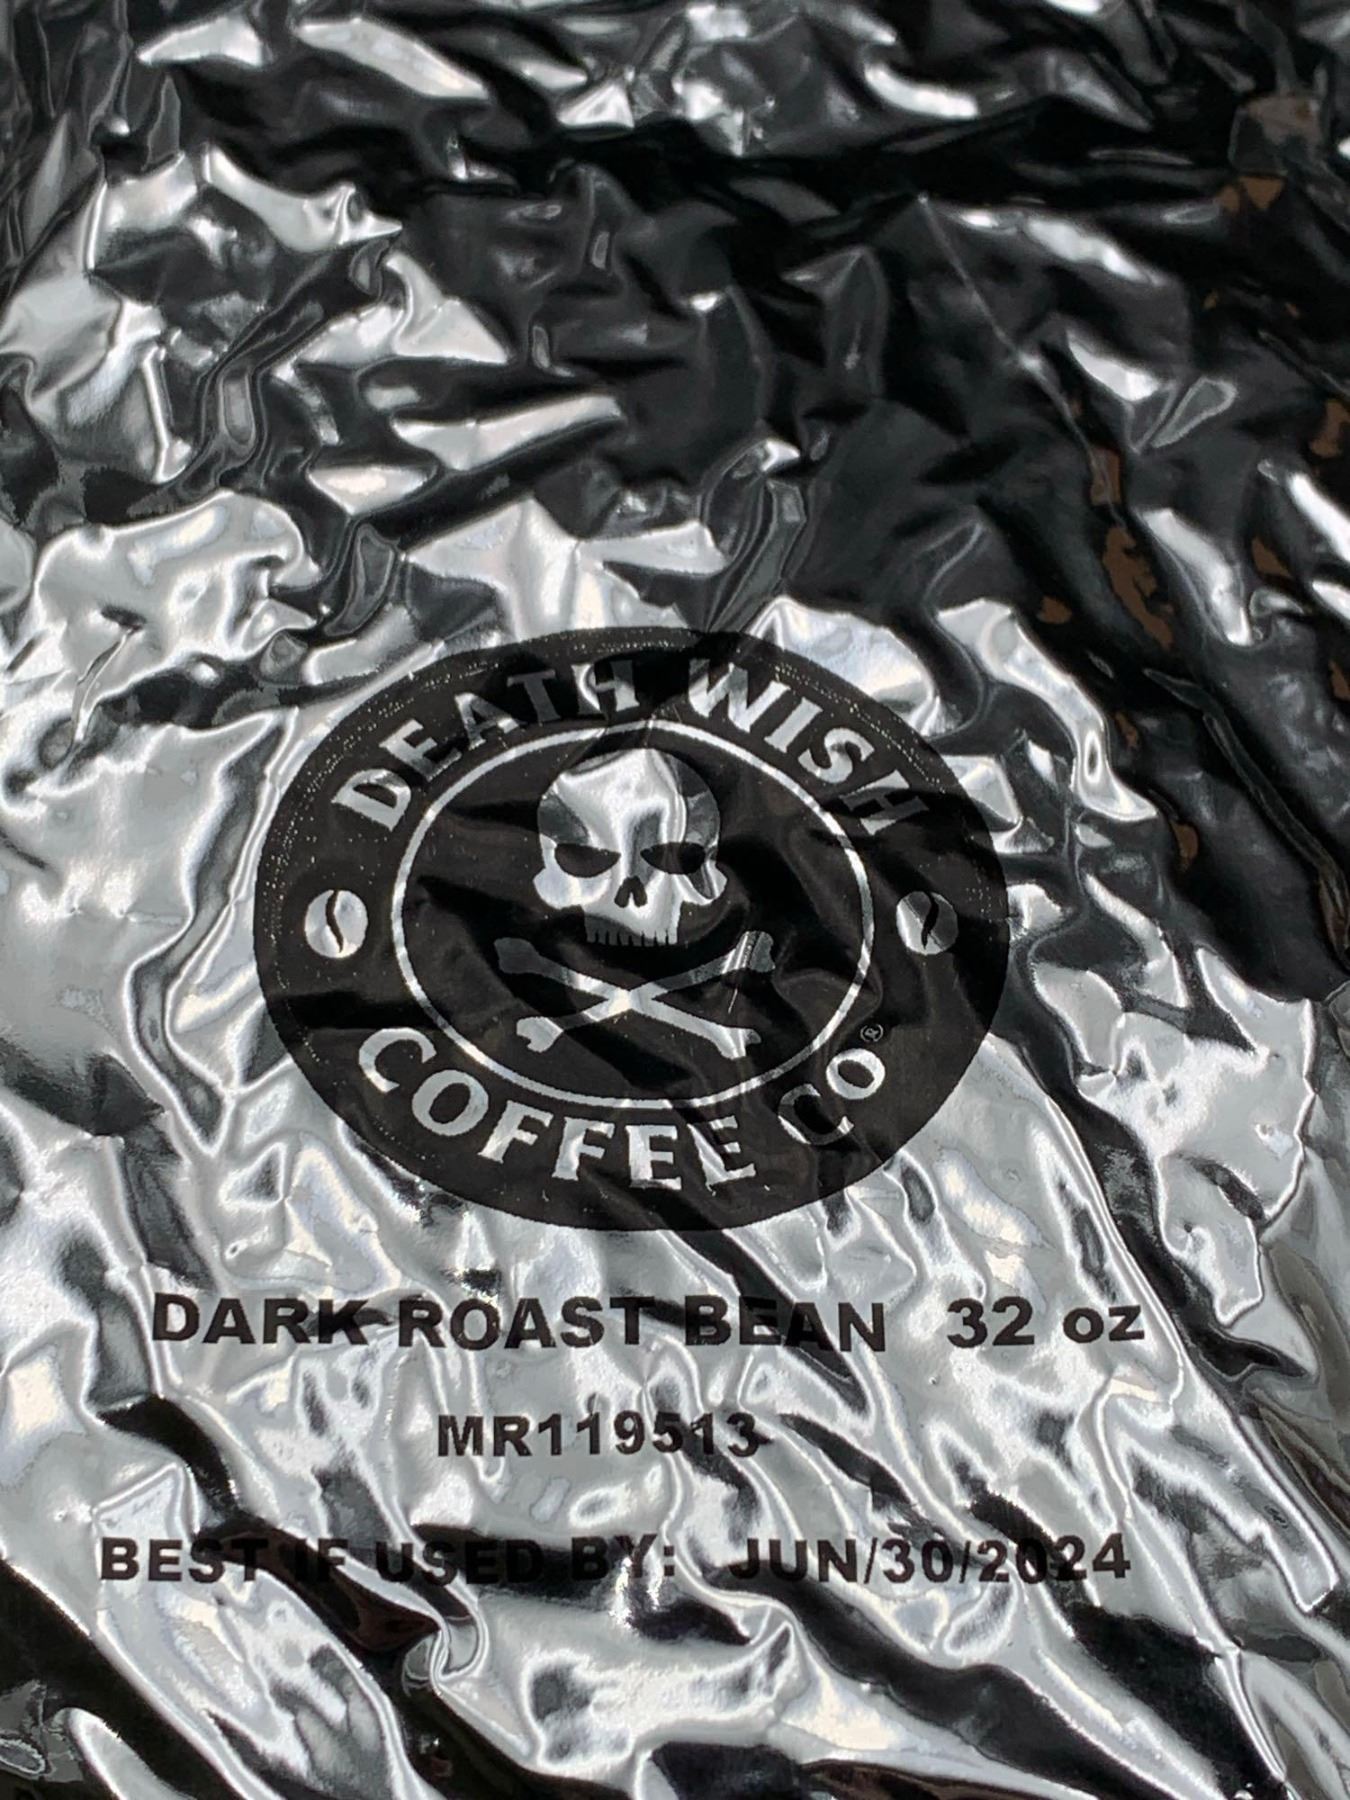 DEATH WISH
COFFEE CO®
DARK ROAST BEAN 32 oz
MR119513
BEST IF USED BY: JUN/30/2024